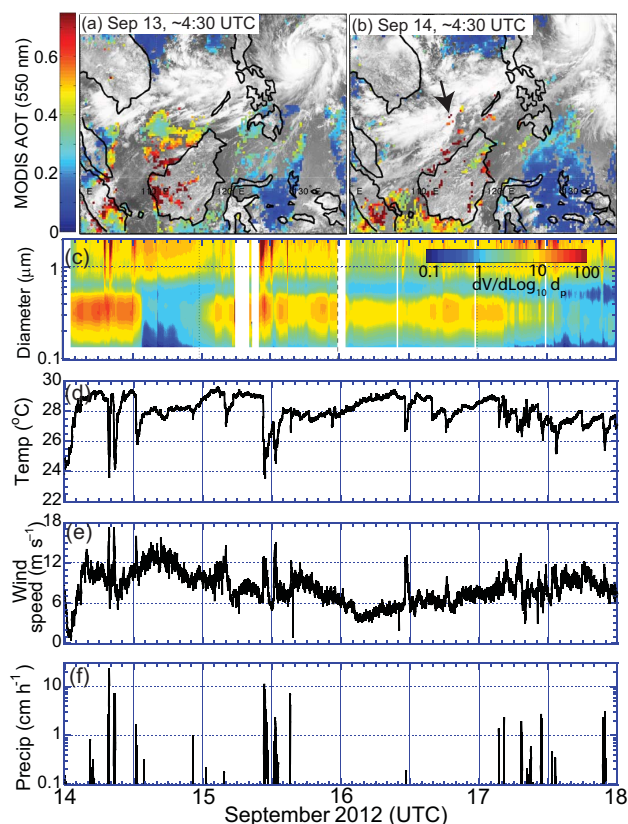 (a) Sep 13, ~4:30 UTC
(b) Sep 14, ~4:30 UTC
MODIS AOT (550 nm)
0.6
0.4
0.2
0
E 110 120 E 130 E
E 110 120 130 E
(c)
Diameter (μm)
1
0.1
0.1 1 10 100
dV/dLog10 dp
(d)
Temp (°C)
30
28
26
24
22
(e)
Wind speed (m s-1)
18
12
6
0
(f)
Precip (cm h-1)
10
1
0.1
14 15 16 17 18
September 2012 (UTC)